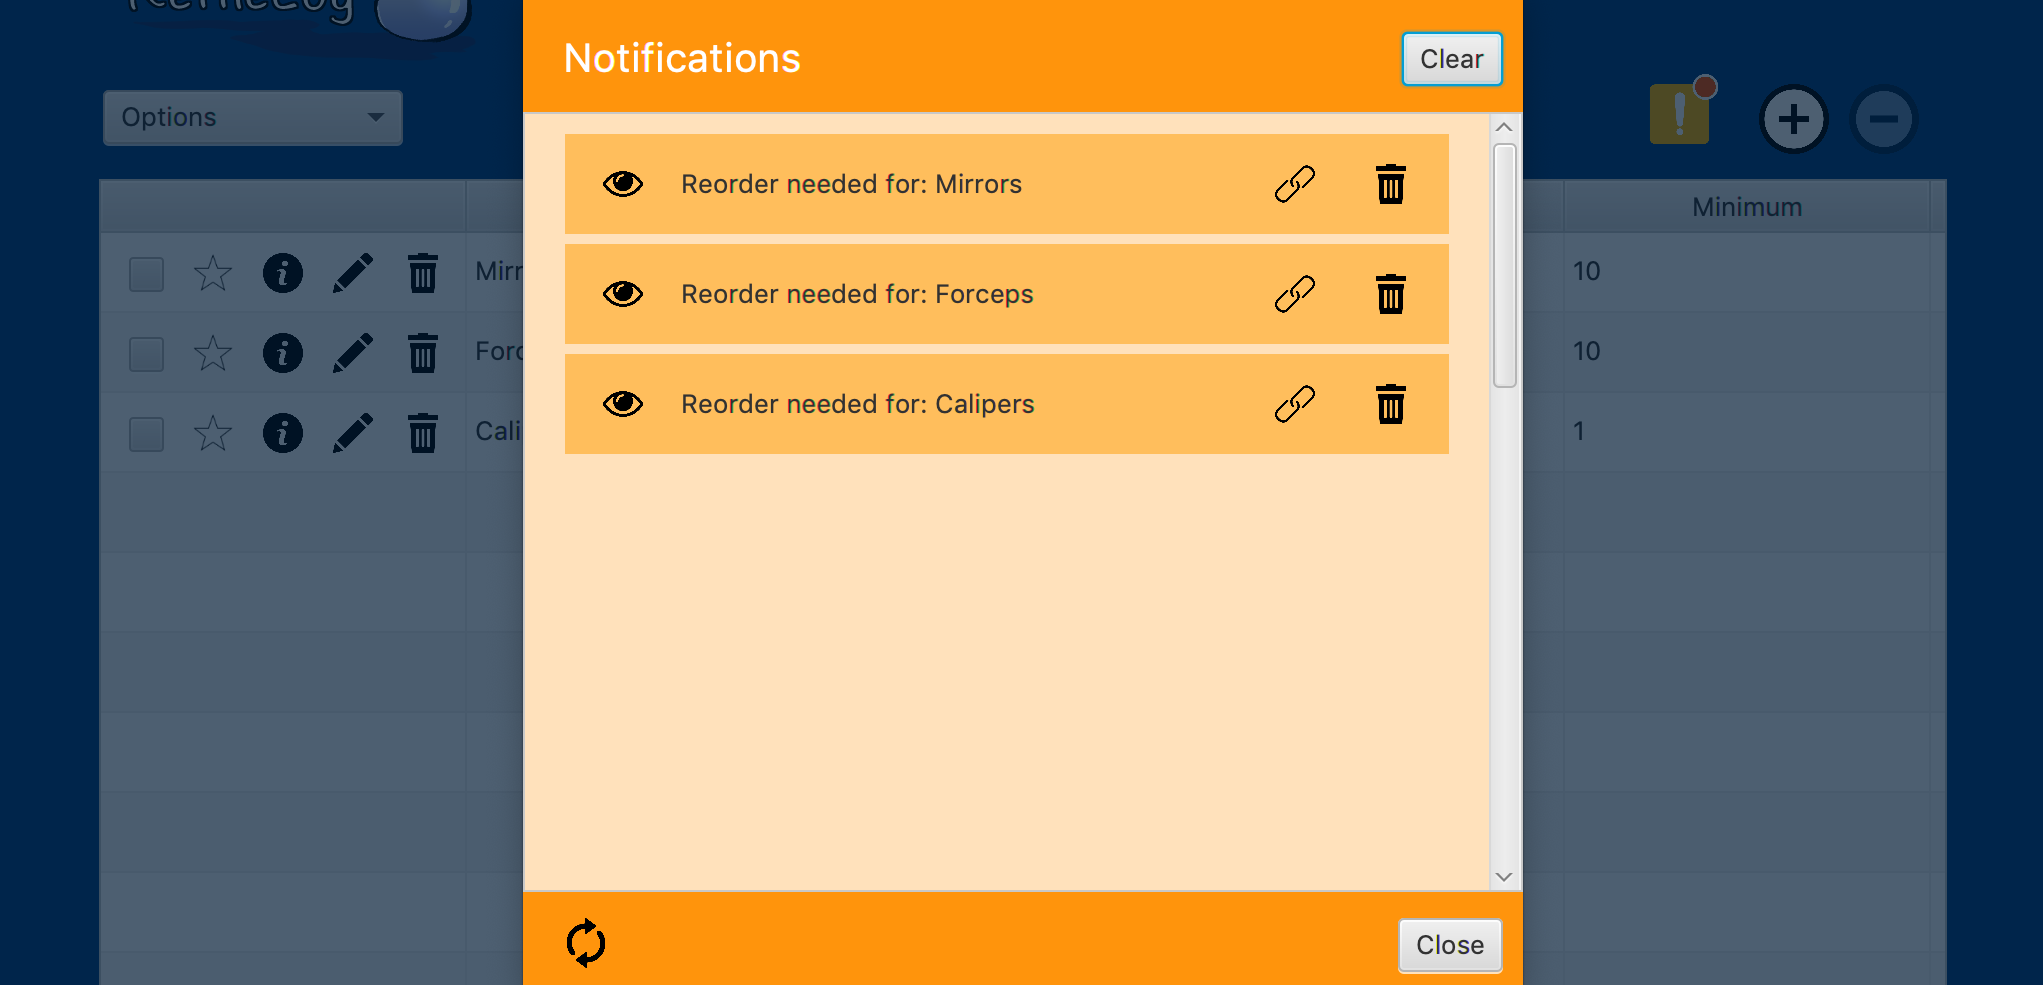 Notifications
Clear
Options
Minimum
Reorder needed for: Mirrors
Reorder needed for: Forceps
Reorder needed for: Calipers
Mirr
10
Forc
10
Cali
1
Close